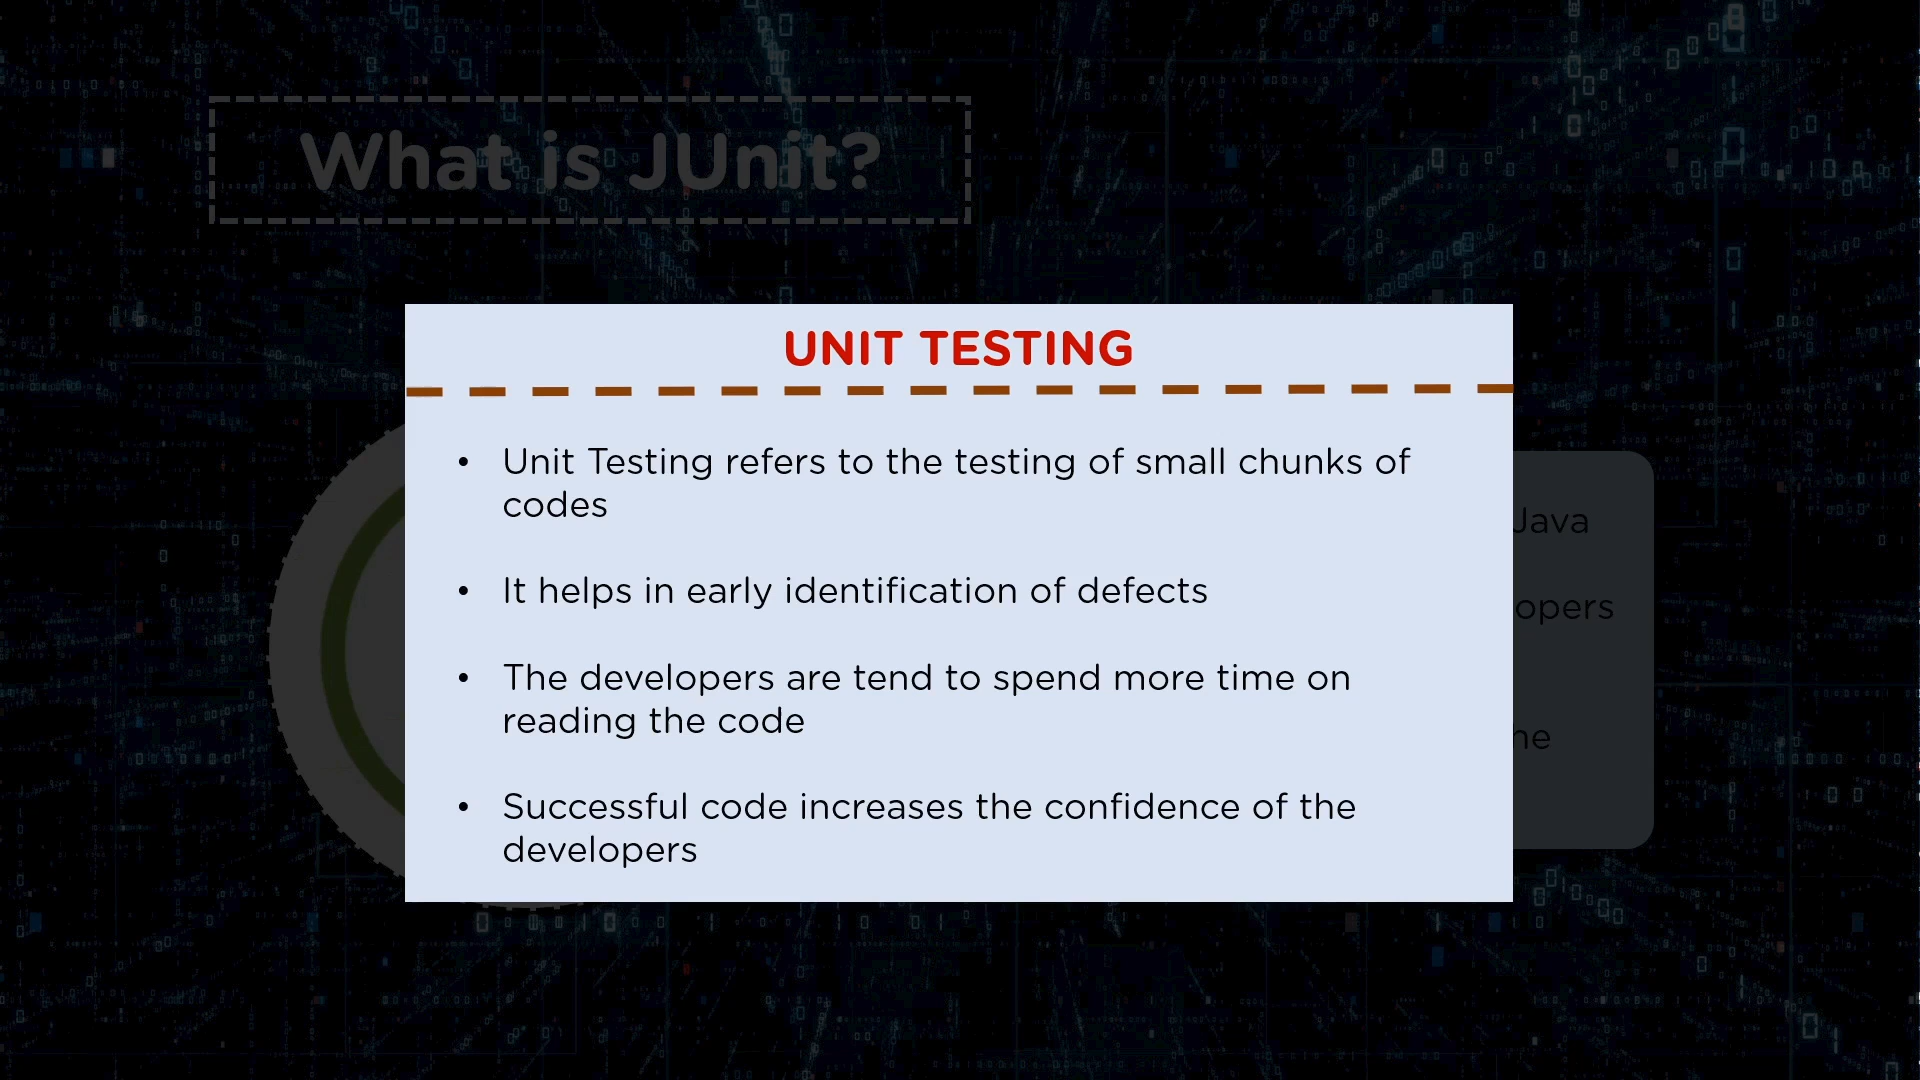 What is JUnit?
UNIT TESTING
• Unit Testing refers to the testing of small chunks of
codes
• It helps in early identification of defects
• The developers are tend to spend more time on
reading the code
• Successful code increases the confidence of the
developers
Java